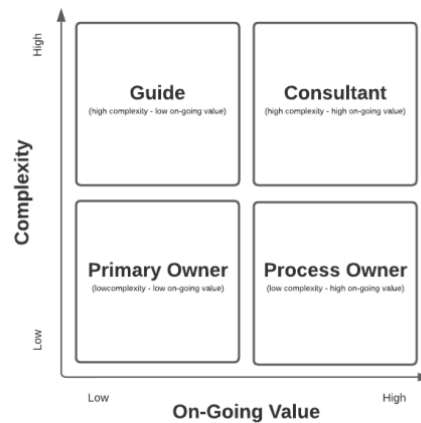 High
Complexity
Low
Guide
(high complexity - low on-going value)
Consultant
(high complexity - high on-going value)
Primary Owner
(lowcomplexity - low on-going value)
Process Owner
(low complexity - high on-going value)
Low
High
On-Going Value